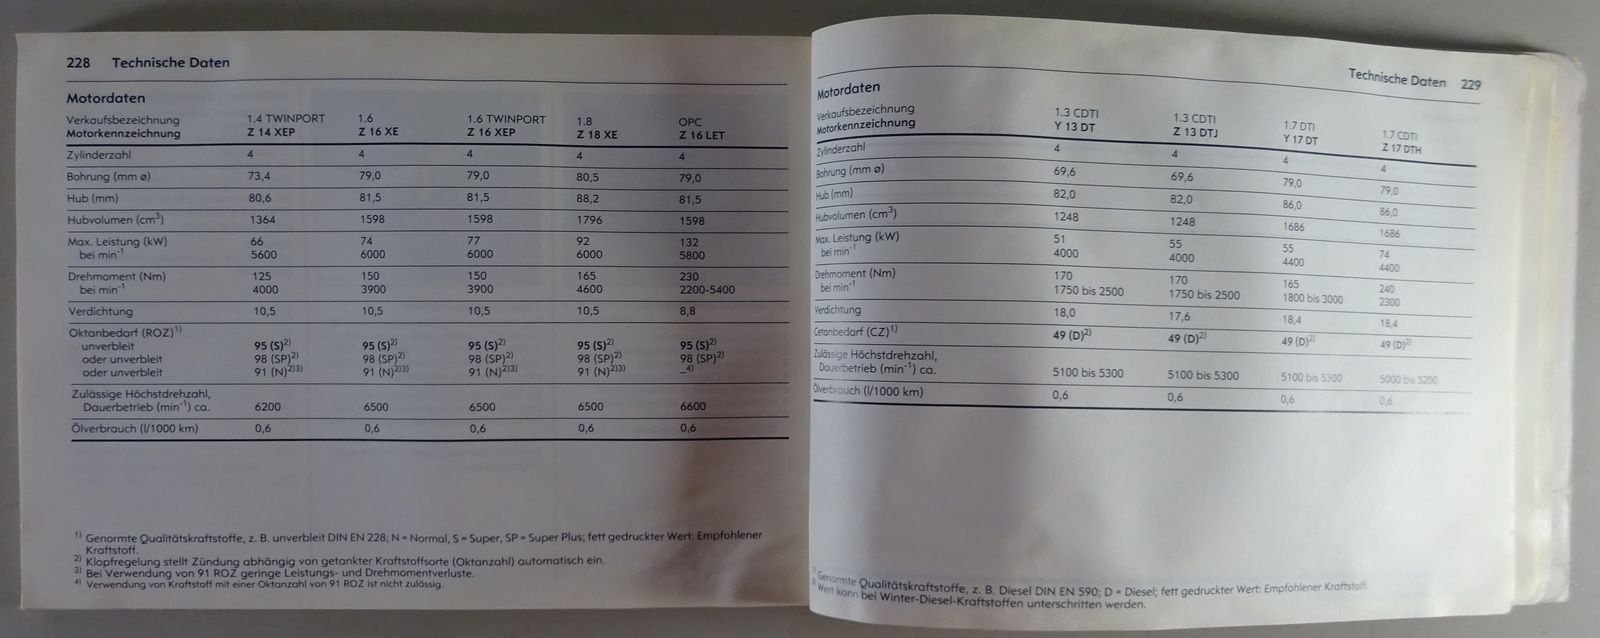 228 Technische Daten
Motordaten
Verkaufsbezeichnung 1.4 TWINPORT 1.6 1.6 TWINPORT 1.8 OPC
Motorkennzeichnung Z 14 XEP Z 16 XE Z 16 XEP Z 18 XE Z 16 LET
Zylinderzahl 4 4 4 4 4
Bohrung (mm ø) 73,4 79,0 79,0 80,5 79,0
Hub (mm) 80,6 81,5 81,5 88,2 81,5
Hubvolumen (cm³) 1364 1598 1598 1796 1598
Max. Leistung (kW) 66 74 77 92 132
bei min⁻¹ 5600 6000 6000 6000 5800
Drehmoment (Nm) 125 150 150 165 230
bei min⁻¹ 4000 3900 3900 4600 2200-5400
Verdichtung 10,5 10,5 10,5 10,5 8,8
Oktanbedarf (ROZ)¹⁾
unverbleit 95 (S)²⁾ 95 (S)²⁾ 95 (S)²⁾ 95 (S)²⁾ 95 (S)²⁾
oder unverbleit 98 (SP)²⁾ 98 (SP)²⁾ 98 (SP)²⁾ 98 (SP)²⁾ 98 (SP)²⁾
oder unverbleit 91 (N)²⁾³⁾ 91 (N)²⁾³⁾ 91 (N)²⁾³⁾ 91 (N)²⁾³⁾ –⁴⁾
Zulässige Höchstdrehzahl,
Dauerbetrieb (min⁻¹) ca. 6200 6500 6500 6500 6600
Ölverbrauch (l/1000 km) 0,6 0,6 0,6 0,6 0,6
¹⁾ Genormte Qualitätskraftstoffe, z. B. unverbleit DIN EN 228; N = Normal, S = Super, SP = Super Plus; fett gedruckter Wert: Empfohlener
Kraftstoff.
²⁾ Klopfregelung stellt Zündung abhängig von getankter Kraftstoffsorte (Oktanzahl) automatisch ein.
³⁾ Bei Verwendung von 91 ROZ geringe Leistungs- und Drehmomentverluste.
⁴⁾ Verwendung von Kraftstoff mit einer Oktanzahl von 91 ROZ ist nicht zulässig.
Technische Daten 229
Motordaten
Verkaufsbezeichnung 1.3 CDTI 1.3 CDTI 1.7 DTI 1.7 CDTI
Motorkennzeichnung Y 13 DT Z 13 DTJ Y 17 DT Z 17 DTH
Zylinderzahl 4 4 4 4
Bohrung (mm ø) 69,6 69,6 79,0 79,0
Hub (mm) 82,0 82,0 86,0 86,0
Hubvolumen (cm³) 1248 1248 1686 1686
Max. Leistung (kW) 51 55 55 74
bei min⁻¹ 4000 4000 4400 4400
Drehmoment (Nm) 170 170 165 240
bei min⁻¹ 1750 bis 2500 1750 bis 2500 1800 bis 3000 2300
Verdichtung 18,0 17,6 18,4 18,4
Cetanbedarf (CZ)¹⁾ 49 (D)²⁾ 49 (D)²⁾ 49 (D)²⁾ 49 (D)²⁾
Zulässige Höchstdrehzahl,
Dauerbetrieb (min⁻¹) ca. 5100 bis 5300 5100 bis 5300 5100 bis 5300 5000 bis 5200
Ölverbrauch (l/1000 km) 0,6 0,6 0,6 0,6
¹⁾ Genormte Qualitätskraftstoffe, z. B. Diesel DIN EN 590; D = Diesel; fett gedruckter Wert: Empfohlener Kraftstoff.
²⁾ Wert kann bei Winter-Diesel-Kraftstoffen unterschritten werden.